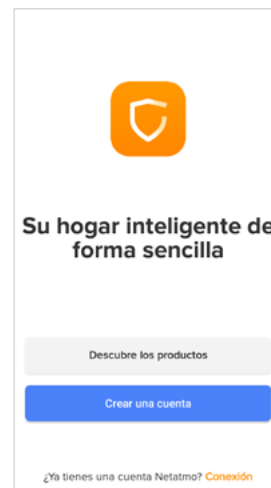 Su hogar inteligente de
forma sencilla
Descubre los productos
Crear una cuenta
¿Ya tienes una cuenta Netatmo? Conexión